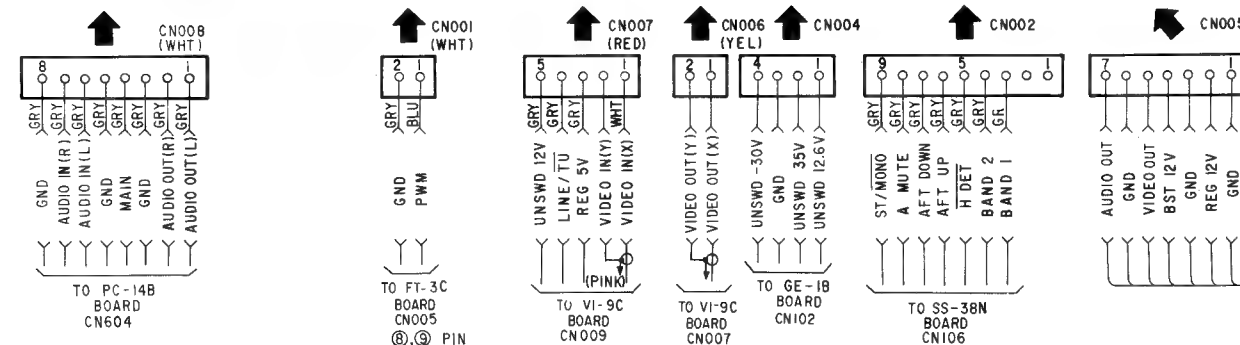 CN008
(WHT)
8
1
GRY
GRY
GRY
GRY
GRY
GRY
GRY
GRY
GND
AUDIO IN(R)
AUDIO IN(L)
GND
MAIN
GND
AUDIO OUT(R)
AUDIO OUT(L)
TO PC-14B
BOARD
CN604
CN001
(WHT)
2
1
GRY
BLU
GND
PWM
TO FT-3C
BOARD
CN005
⑧,⑨ PIN
CN007
(RED)
5
1
GRY
GRY
GRY
WHT
UNSWD 12V
LINE/TU
REG 5V
VIDEO IN(Y)
VIDEO IN(X)
(PINK)
TO VI-9C
BOARD
CN009
CN006
(YEL)
2
1
VIDEO OUT(Y)
VIDEO OUT(X)
TO VI-9C
BOARD
CN007
CN004
4
1
UNSWD -30V
GND
UNSWD 35V
UNSWD 12.6V
TO GE-1B
BOARD
CN102
CN002
9
5
1
GRY
GRY
GRY
GRY
GRY
GRY
GR
ST/MONO
A MUTE
AFT DOWN
AFT UP
H DET
BAND 2
BAND 1
TO SS-38N
BOARD
CN106
CN005
7
1
AUDIO OUT
GND
VIDEO OUT
BST 12V
GND
REG 12V
GND